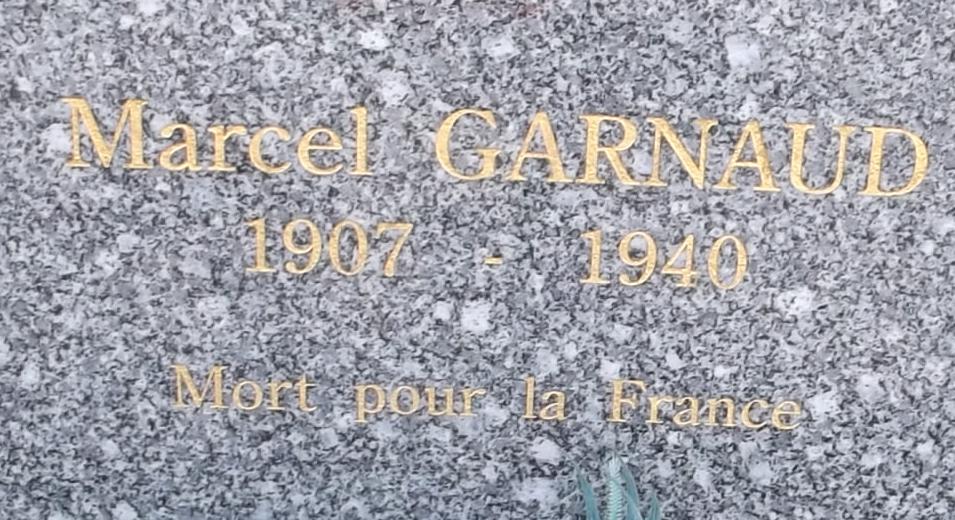 Marcel GARNAUD
1907 - 1940
Mort pour la France